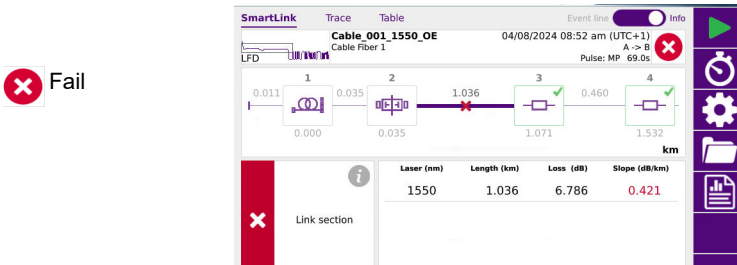 Fail
SmartLink Trace Table Event line Info
Cable_001_1550_OE 04/08/2024 08:52 am (UTC+1)
Cable Fiber 1 A -> B
LFD Pulse: MP 69.0s
1 2 3 4
0.011 0.035 1.036 0.460
0.000 0.035 1.071 1.532
km
Laser (nm) Length (km) Loss (dB) Slope (dB/km)
1550 1.036 6.786 0.421
i
Link section